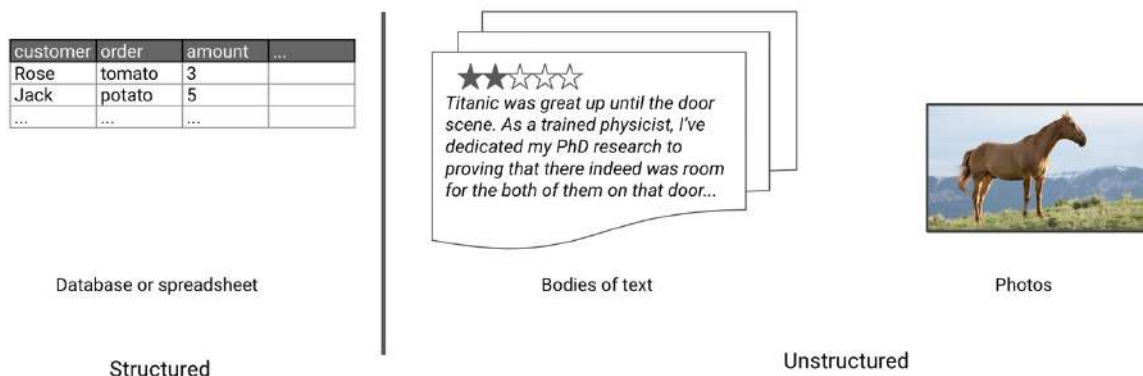 customer order amount ...
Rose tomato 3
Jack potato 5
... ... ...
Titanic was great up until the door
scene. As a trained physicist, I've
dedicated my PhD research to
proving that there indeed was room
for the both of them on that door...
Database or spreadsheet
Bodies of text
Photos
Structured
Unstructured